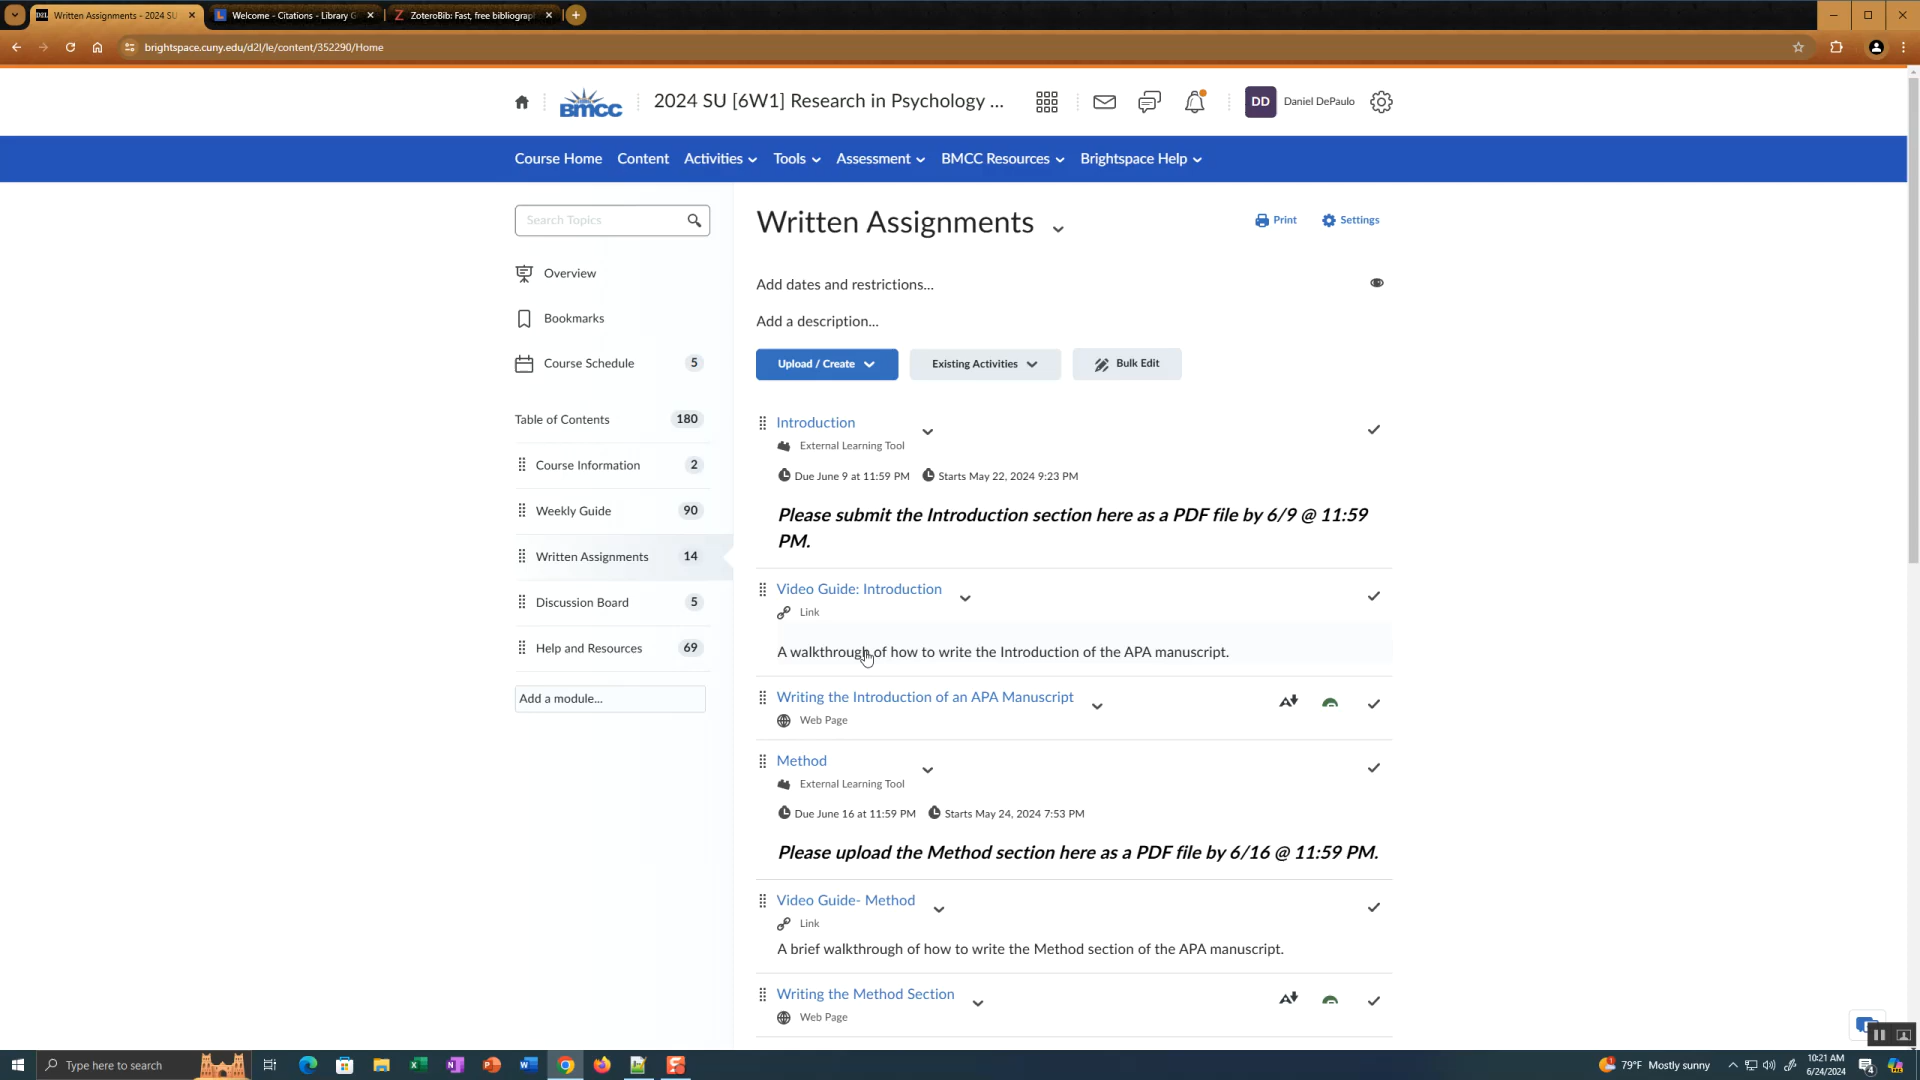 Written Assignments - 2024 SU
Welcome - Citations - Library G
ZoteroBib: Fast, free bibliograp
brightspace.cuny.edu/d2l/le/content/352290/Home
BMCC
2024 SU [6W1] Research in Psychology ...
DD
Daniel DePaulo
Course Home
Content
Activities
Tools
Assessment
BMCC Resources
Brightspace Help
Search Topics
Overview
Bookmarks
Course Schedule 5
Table of Contents 180
Course Information 2
Weekly Guide 90
Written Assignments 14
Discussion Board 5
Help and Resources 69
Add a module...
Written Assignments
Print
Settings
Add dates and restrictions...
Add a description...
Upload / Create
Existing Activities
Bulk Edit
Introduction
External Learning Tool
Due June 9 at 11:59 PM
Starts May 22, 2024 9:23 PM
Please submit the Introduction section here as a PDF file by 6/9 @ 11:59
PM.
Video Guide: Introduction
Link
A walkthrough of how to write the Introduction of the APA manuscript.
Writing the Introduction of an APA Manuscript
Web Page
Method
External Learning Tool
Due June 16 at 11:59 PM
Starts May 24, 2024 7:53 PM
Please upload the Method section here as a PDF file by 6/16 @ 11:59 PM.
Video Guide- Method
Link
A brief walkthrough of how to write the Method section of the APA manuscript.
Writing the Method Section
Web Page
Type here to search
79°F Mostly sunny
10:21 AM
6/24/2024
4